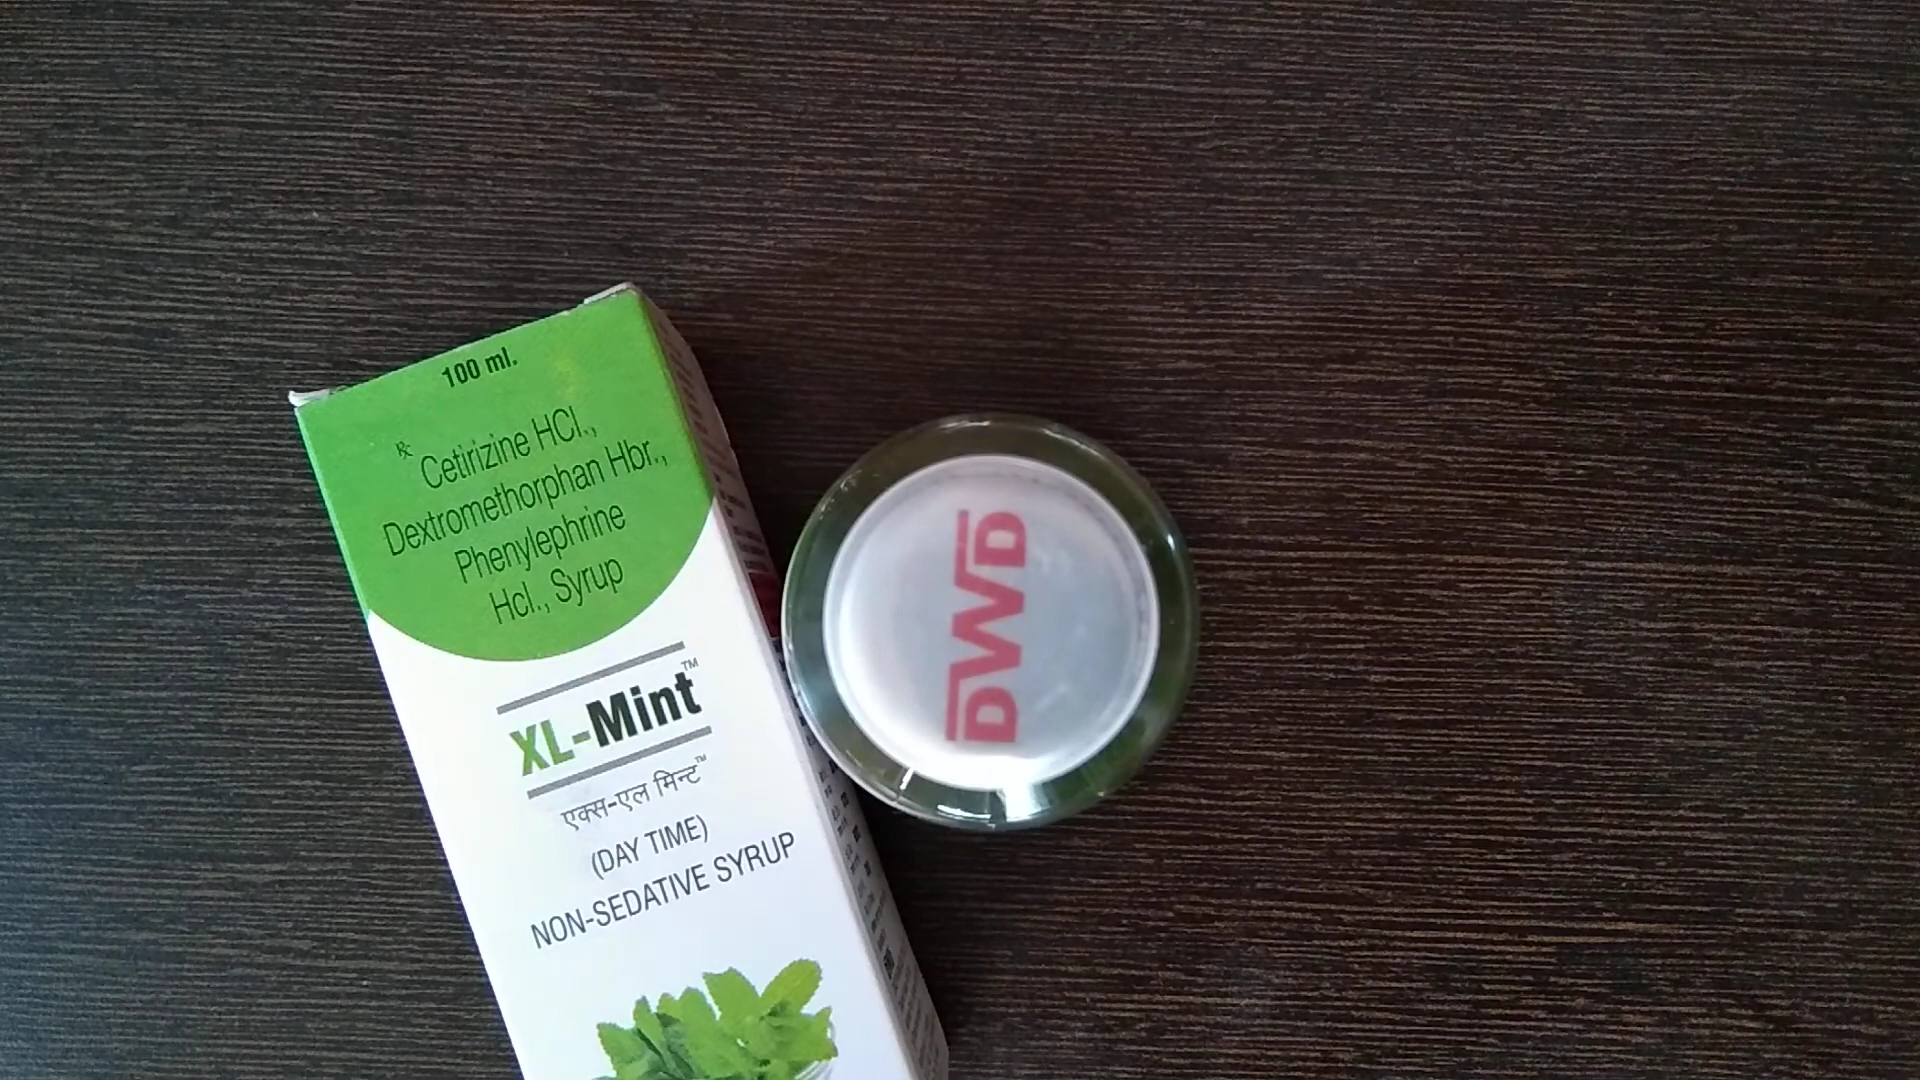 100 ml.
Rx
Cetirizine HCl.,
Dextromethorphan Hbr.,
Phenylephrine
Hcl., Syrup
XL-Mint™
एक्स-एल मिन्ट™
(DAY TIME)
NON-SEDATIVE SYRUP
DWD